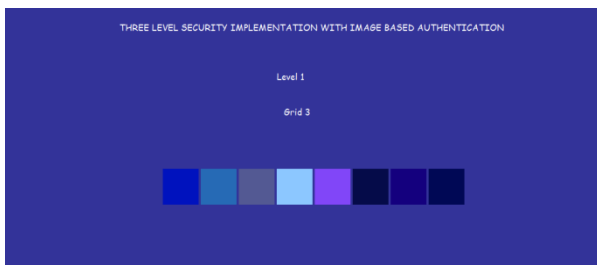 THREE LEVEL SECURITY IMPLEMENTATION WITH IMAGE BASED AUTHENTICATION
Level 1
Grid 3